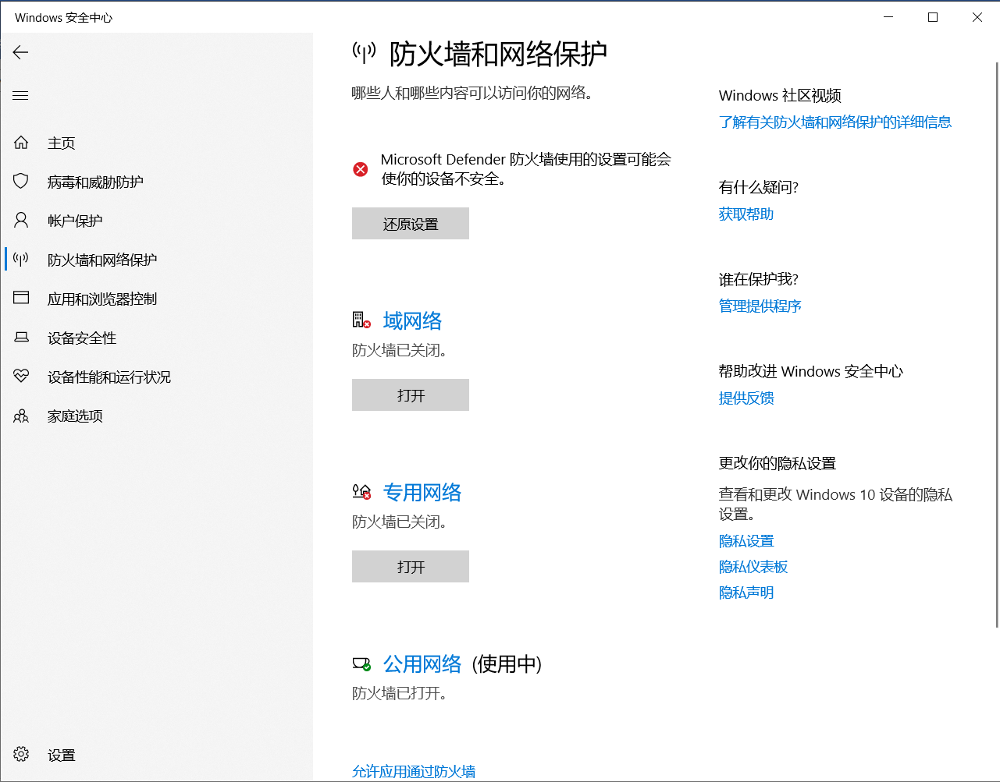 Windows 安全中心
主页
病毒和威胁防护
帐户保护
防火墙和网络保护
应用和浏览器控制
设备安全性
设备性能和运行状况
家庭选项
设置
防火墙和网络保护
哪些人和哪些内容可以访问你的网络。
Microsoft Defender 防火墙使用的设置可能会
使你的设备不安全。
还原设置
域网络
防火墙已关闭。
打开
专用网络
防火墙已关闭。
打开
公用网络 (使用中)
防火墙已打开。
允许应用通过防火墙
Windows 社区视频
了解有关防火墙和网络保护的详细信息
有什么疑问?
获取帮助
谁在保护我?
管理提供程序
帮助改进 Windows 安全中心
提供反馈
更改你的隐私设置
查看和更改 Windows 10 设备的隐私
设置。
隐私设置
隐私仪表板
隐私声明